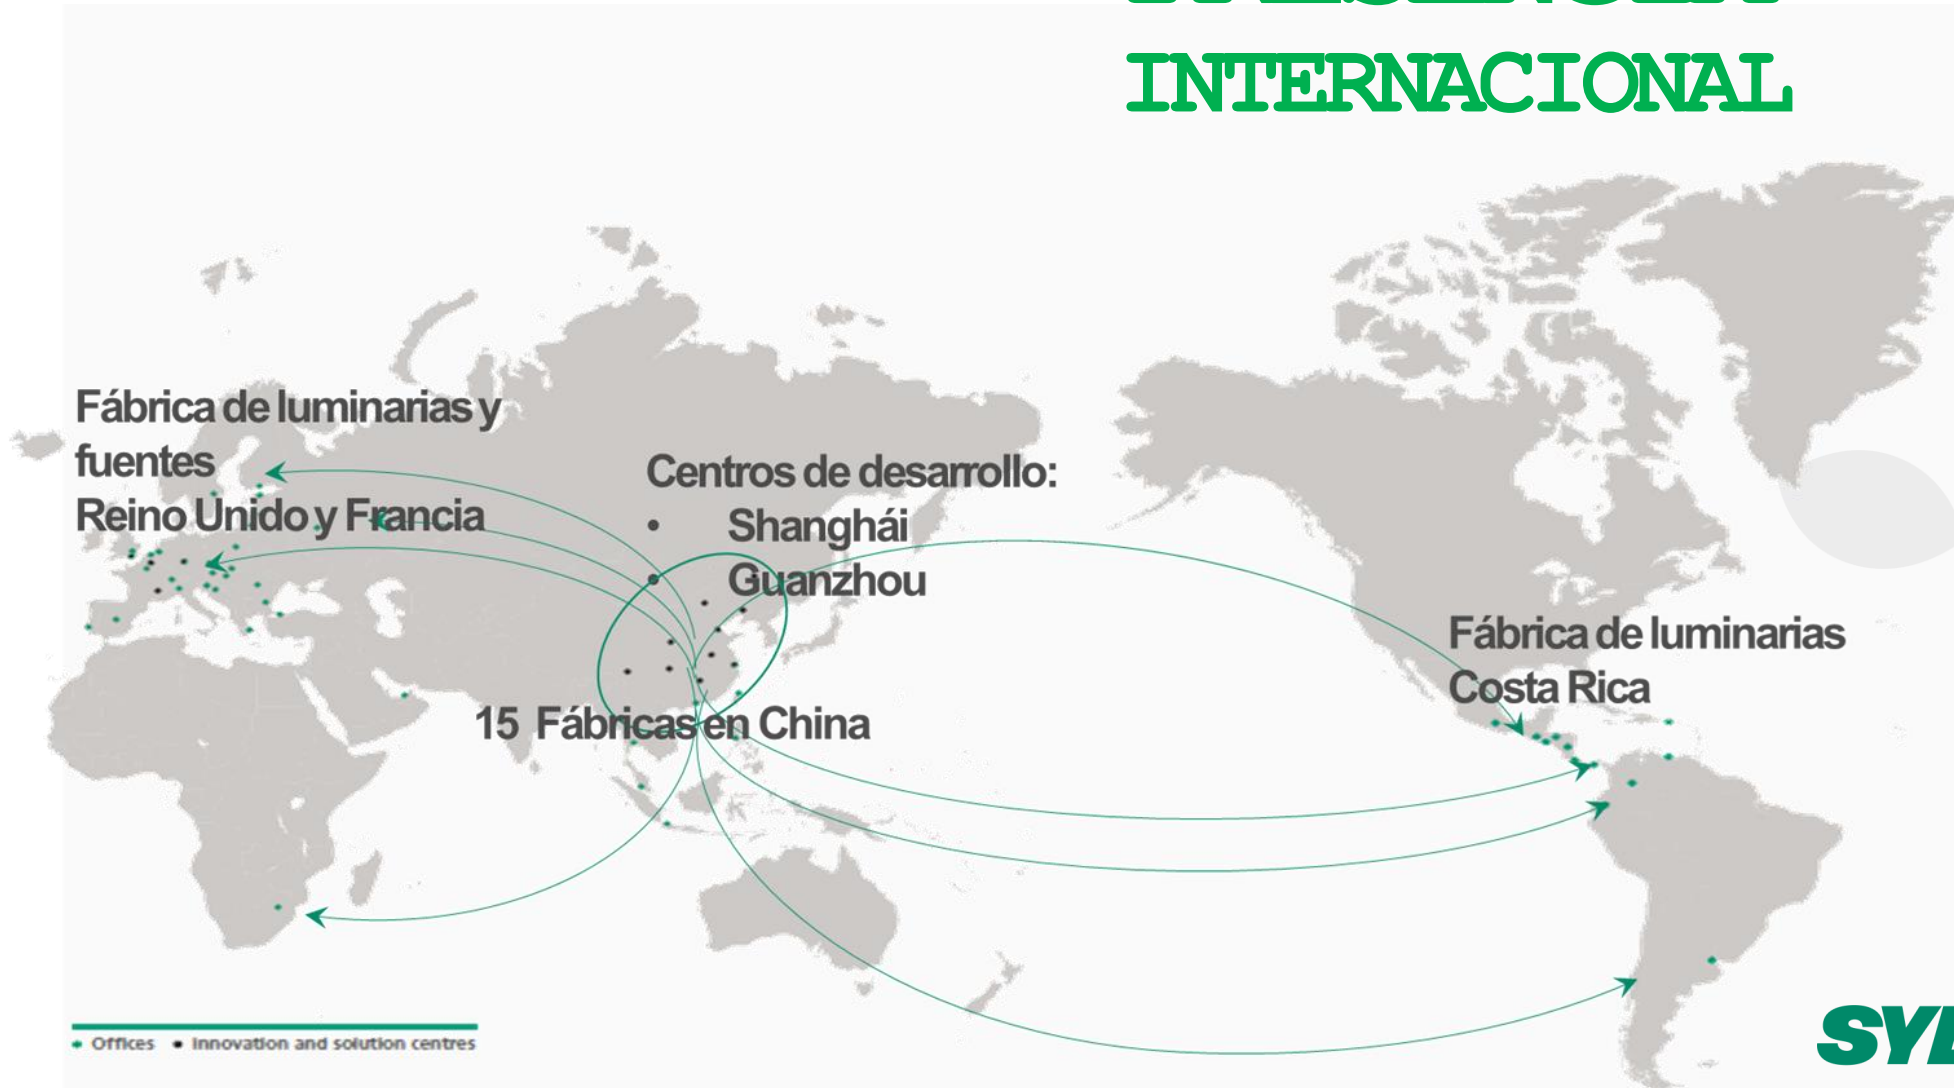 INTERNACIONAL
Fábrica de luminarias y
fuentes
Reino Unido y Francia
Centros de desarrollo:
• Shanghái
• Guanzhou
15 Fábricas en China
Fábrica de luminarias
Costa Rica
• Offices • Innovation and solution centres